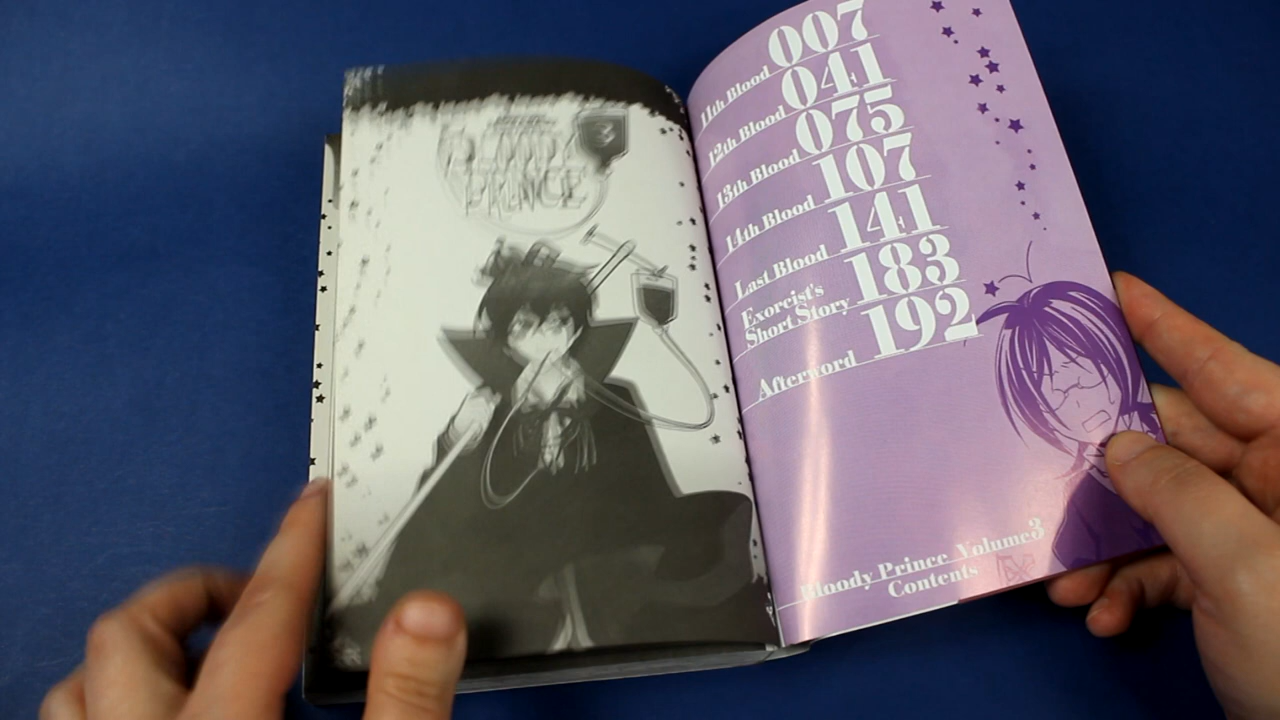 BLOODY
PRINCE
3
11th Blood 007
12th Blood 041
13th Blood 075
14th Blood 107
Last Blood 141
Exorcist's
Short Story 183
Afterword 192
Bloody Prince Volume3
Contents